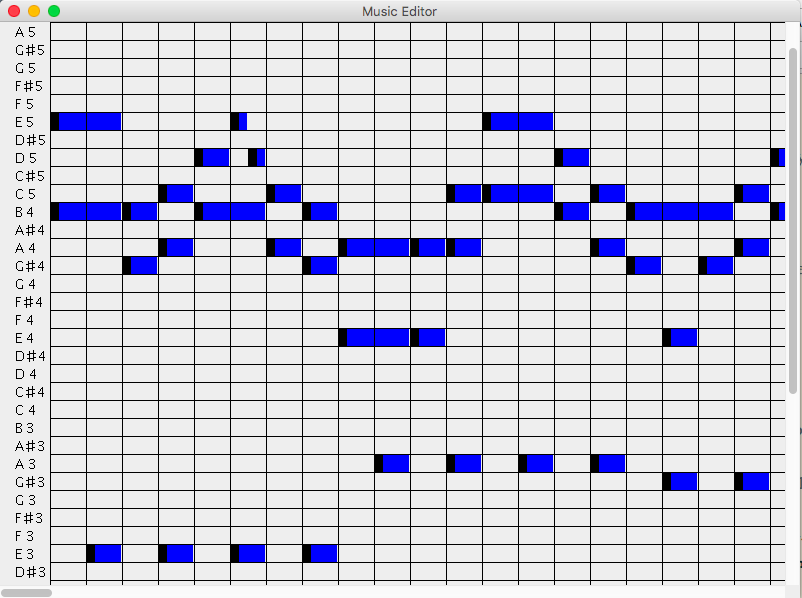 Music Editor
A 5
G♯5
G 5
F♯5
F 5
E 5
D♯5
D 5
C♯5
C 5
B 4
A♯4
A 4
G♯4
G 4
F♯4
F 4
E 4
D♯4
D 4
C♯4
C 4
B 3
A♯3
A 3
G♯3
G 3
F♯3
F 3
E 3
D♯3